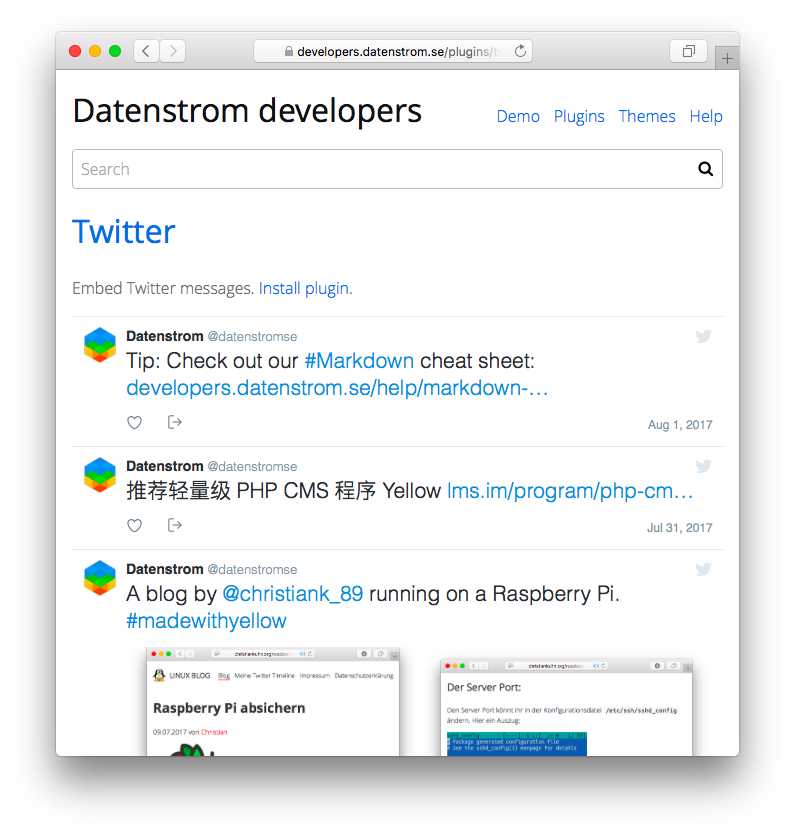 developers.datenstrom.se/plugins/t
Datenstrom developers
Demo Plugins Themes Help
Search
Twitter
Embed Twitter messages. Install plugin.
Datenstrom @datenstromse
Tip: Check out our #Markdown cheat sheet:
developers.datenstrom.se/help/markdown-…
Aug 1, 2017
Datenstrom @datenstromse
推荐轻量级 PHP CMS 程序 Yellow lms.im/program/php-cm…
Jul 31, 2017
Datenstrom @datenstromse
A blog by @christiank_89 running on a Raspberry Pi.
#madewithyellow
LINUX BLOG Blog Meine Twitter Timeline Impressum Datenschutzerklärung
Raspberry Pi absichern
09.07.2017 von Christian
Der Server Port:
Den Server Port könnt ihr in der Konfigurationsdatei /etc/ssh/sshd_config
ändern. Hier ein Auszug:
Package generated configuration file
See the sshd_config(5) manpage for details